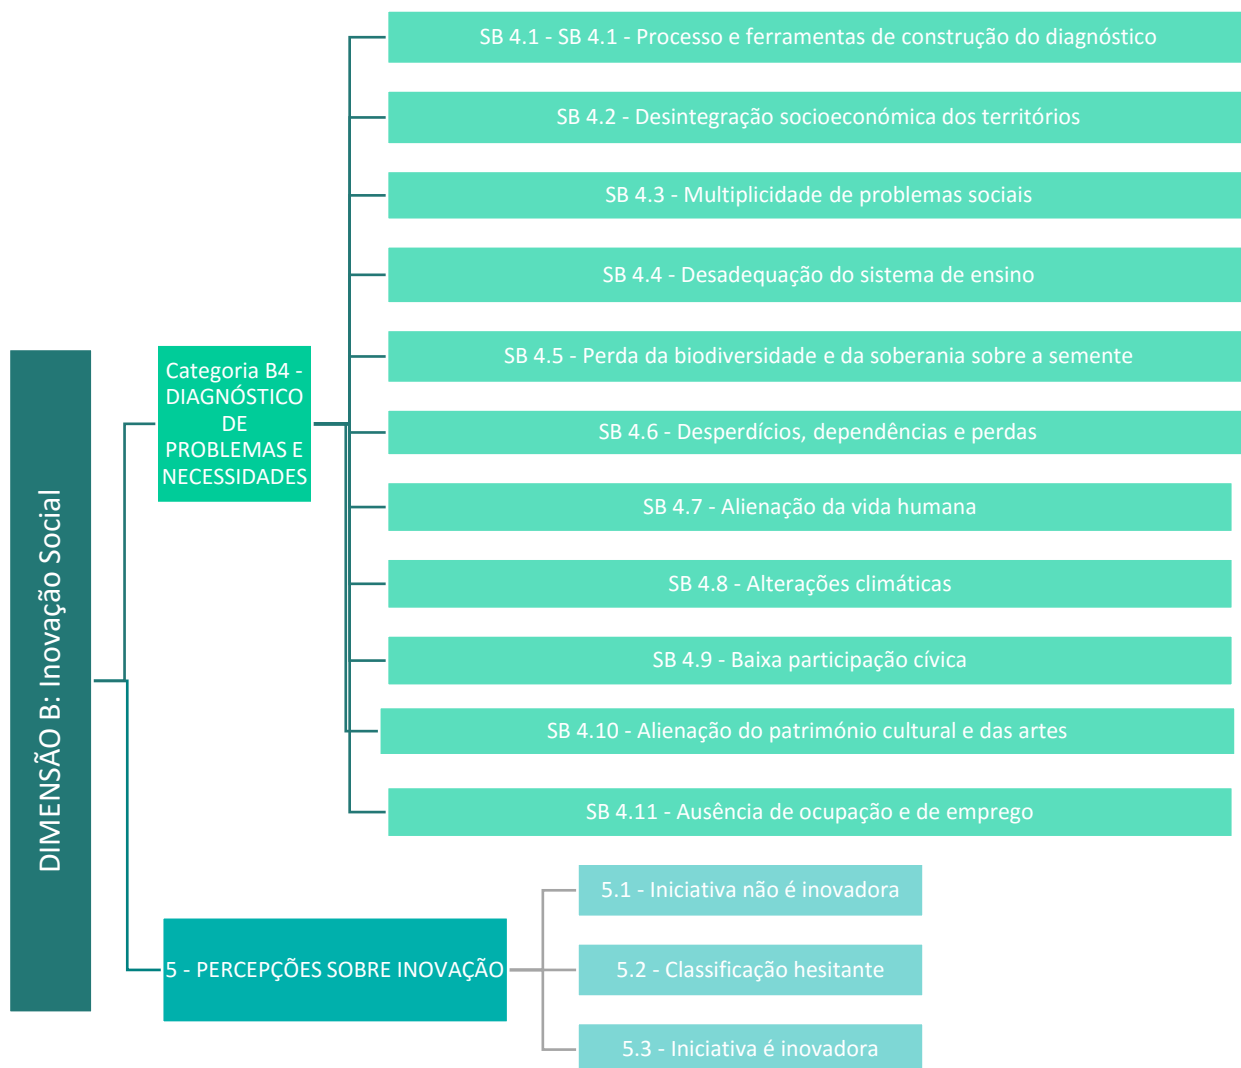 DIMENSÃO B: Inovação Social
Categoria B4 -
DIAGNÓSTICO
DE
PROBLEMAS E
NECESSIDADES
SB 4.1 - SB 4.1 - Processo e ferramentas de construção do diagnóstico
SB 4.2 - Desintegração socioeconómica dos territórios
SB 4.3 - Multiplicidade de problemas sociais
SB 4.4 - Desadequação do sistema de ensino
SB 4.5 - Perda da biodiversidade e da soberania sobre a semente
SB 4.6 - Desperdícios, dependências e perdas
SB 4.7 - Alienação da vida humana
SB 4.8 - Alterações climáticas
SB 4.9 - Baixa participação cívica
SB 4.10 - Alienação do património cultural e das artes
SB 4.11 - Ausência de ocupação e de emprego
5 - PERCEPÇÕES SOBRE INOVAÇÃO
5.1 - Iniciativa não é inovadora
5.2 - Classificação hesitante
5.3 - Iniciativa é inovadora